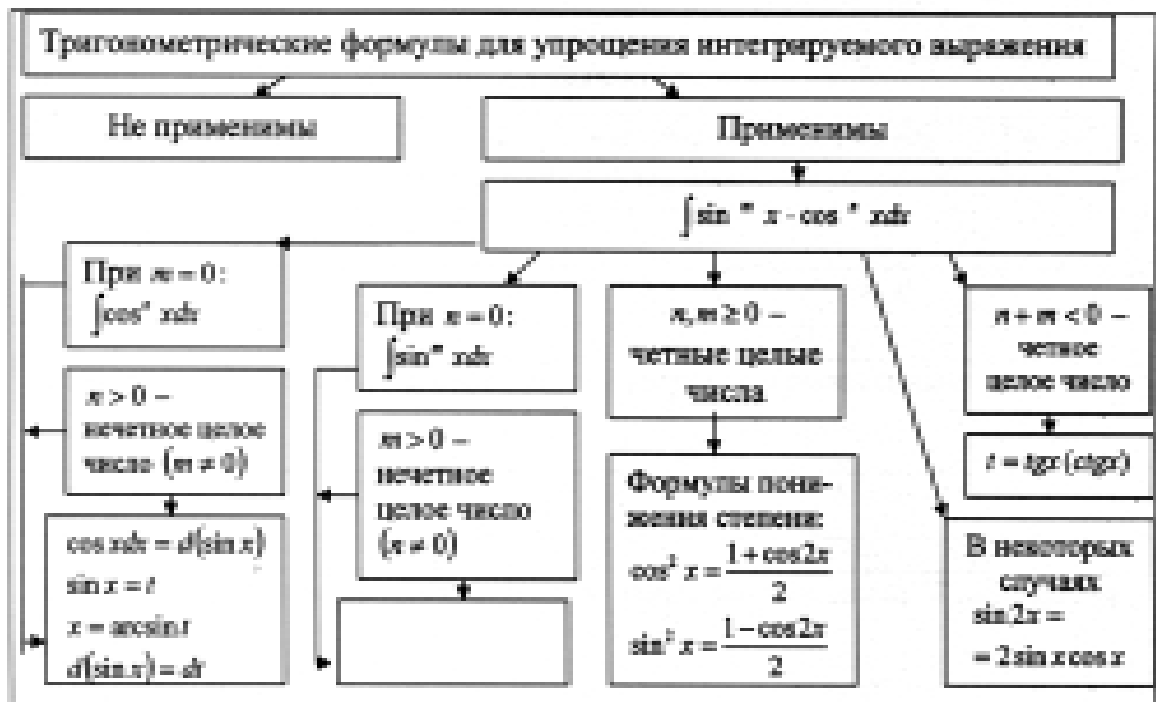 Тригонометрические формулы для упрощения интегрируемого выражения
Не применимы
Применимы
∫sin ᵐ x · cos ⁿ xdx
При m = 0:
∫cosⁿ xdx
n > 0 –
нечетное целое
число (m ≠ 0)
cos xdx = d(sin x)
sin x = t
x = arcsin t
d(sin x) = dt
При n = 0:
∫sinᵐ xdx
m > 0 –
нечетное
целое число
(n ≠ 0)
n, m ≥ 0 –
четные целые
числа
Формулы пони-
жения степени:
cos² x = (1 + cos2x)/2
sin² x = (1 − cos2x)/2
n + m < 0 –
четное
целое число
t = tgx (ctgx)
В некоторых
случаях
sin 2x =
= 2sin x cos x